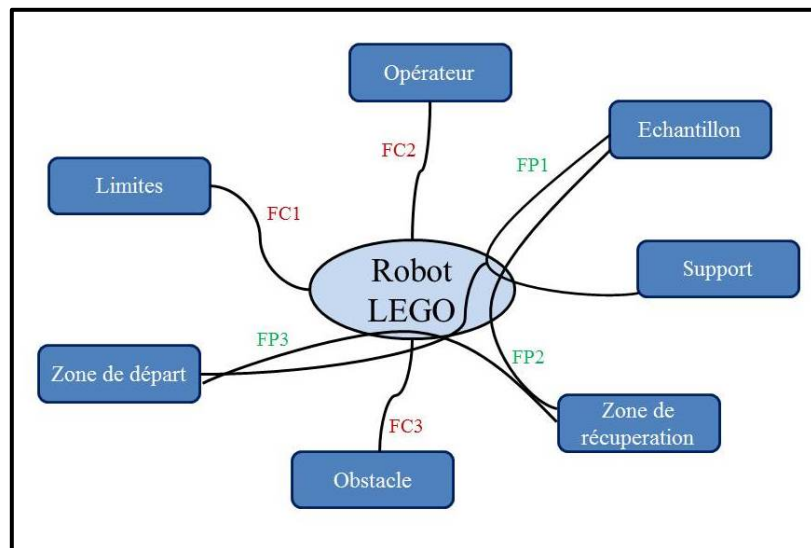 Opérateur
Echantillon
FC2
FP1
Limites
FC1
Robot
LEGO
Support
FP3
FP2
Zone de départ
FC3
Zone de
récuperation
Obstacle